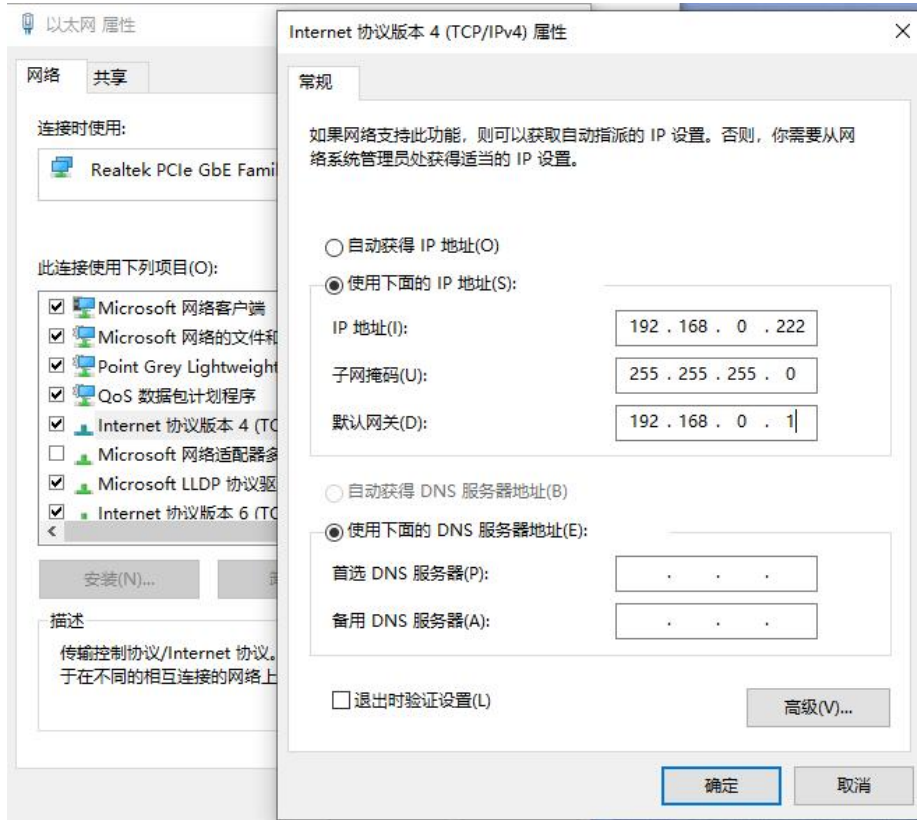 以太网 属性
网络
共享
连接时使用:
Realtek PCIe GbE Fami
此连接使用下列项目(O):
Microsoft 网络客户端
Microsoft 网络的文件和
Point Grey Lightweight
QoS 数据包计划程序
Internet 协议版本 4 (TC
Microsoft 网络适配器多
Microsoft LLDP 协议驱
Internet 协议版本 6 (TC
安装(N)...
描述
传输控制协议/Internet 协议。
于在不同的相互连接的网络上
Internet 协议版本 4 (TCP/IPv4) 属性
常规
如果网络支持此功能，则可以获取自动指派的 IP 设置。否则，你需要从网
络系统管理员处获得适当的 IP 设置。
自动获得 IP 地址(O)
使用下面的 IP 地址(S):
IP 地址(I): 192 . 168 . 0 . 222
子网掩码(U): 255 . 255 . 255 . 0
默认网关(D): 192 . 168 . 0 . 1
自动获得 DNS 服务器地址(B)
使用下面的 DNS 服务器地址(E):
首选 DNS 服务器(P): . . .
备用 DNS 服务器(A): . . .
退出时验证设置(L)
高级(V)...
确定
取消